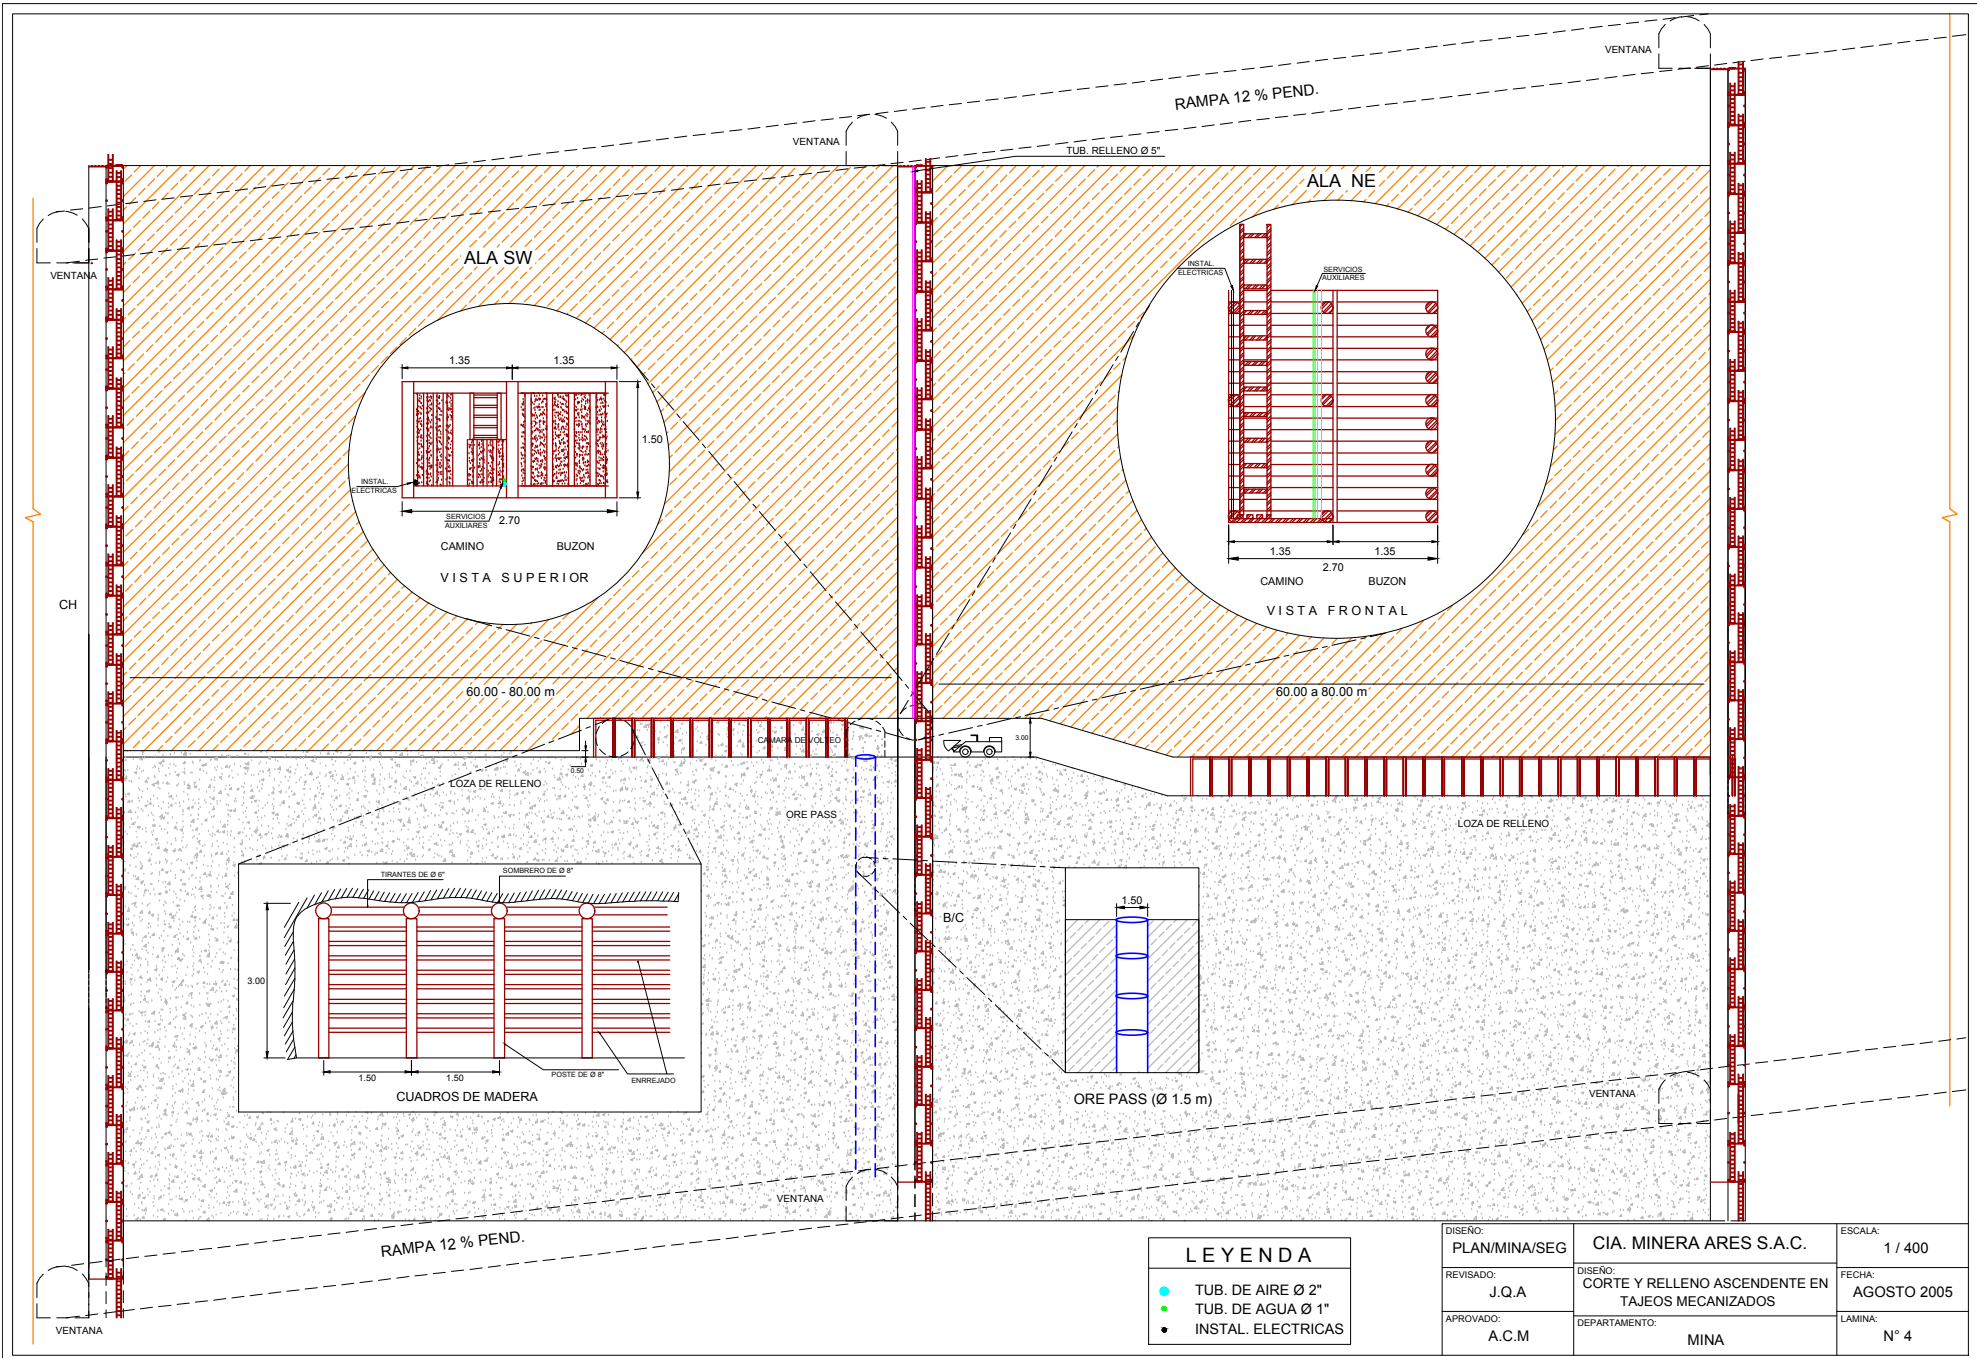 VENTANA
RAMPA 12 % PEND.
VENTANA
TUB. RELLENO Ø 5"
ALA NE
ALA SW
VENTANA
INSTAL.
ELECTRICAS
SERVICIOS
AUXILIARES
1.35
1.35
1.50
INSTAL.
ELECTRICAS
SERVICIOS
AUXILIARES
2.70
CAMINO
BUZON
VISTA SUPERIOR
1.35
1.35
2.70
CAMINO
BUZON
VISTA FRONTAL
CH
60.00 - 80.00 m
60.00 a 80.00 m
CAMARA DE VOLTEO
3.00
0.50
LOZA DE RELLENO
ORE PASS
LOZA DE RELLENO
TIRANTES DE Ø 6"
SOMBRERO DE Ø 8"
3.00
1.50
1.50
POSTE DE Ø 8"
ENRREJADO
CUADROS DE MADERA
B/C
1.50
ORE PASS (Ø 1.5 m)
VENTANA
VENTANA
RAMPA 12 % PEND.
VENTANA
LEYENDA
TUB. DE AIRE Ø 2"
TUB. DE AGUA Ø 1"
INSTAL. ELECTRICAS
DISEÑO:
PLAN/MINA/SEG
CIA. MINERA ARES S.A.C.
ESCALA:
1 / 400
REVISADO:
J.Q.A
DISEÑO:
CORTE Y RELLENO ASCENDENTE EN
TAJEOS MECANIZADOS
FECHA:
AGOSTO 2005
APROVADO:
A.C.M
DEPARTAMENTO:
MINA
LAMINA:
N° 4